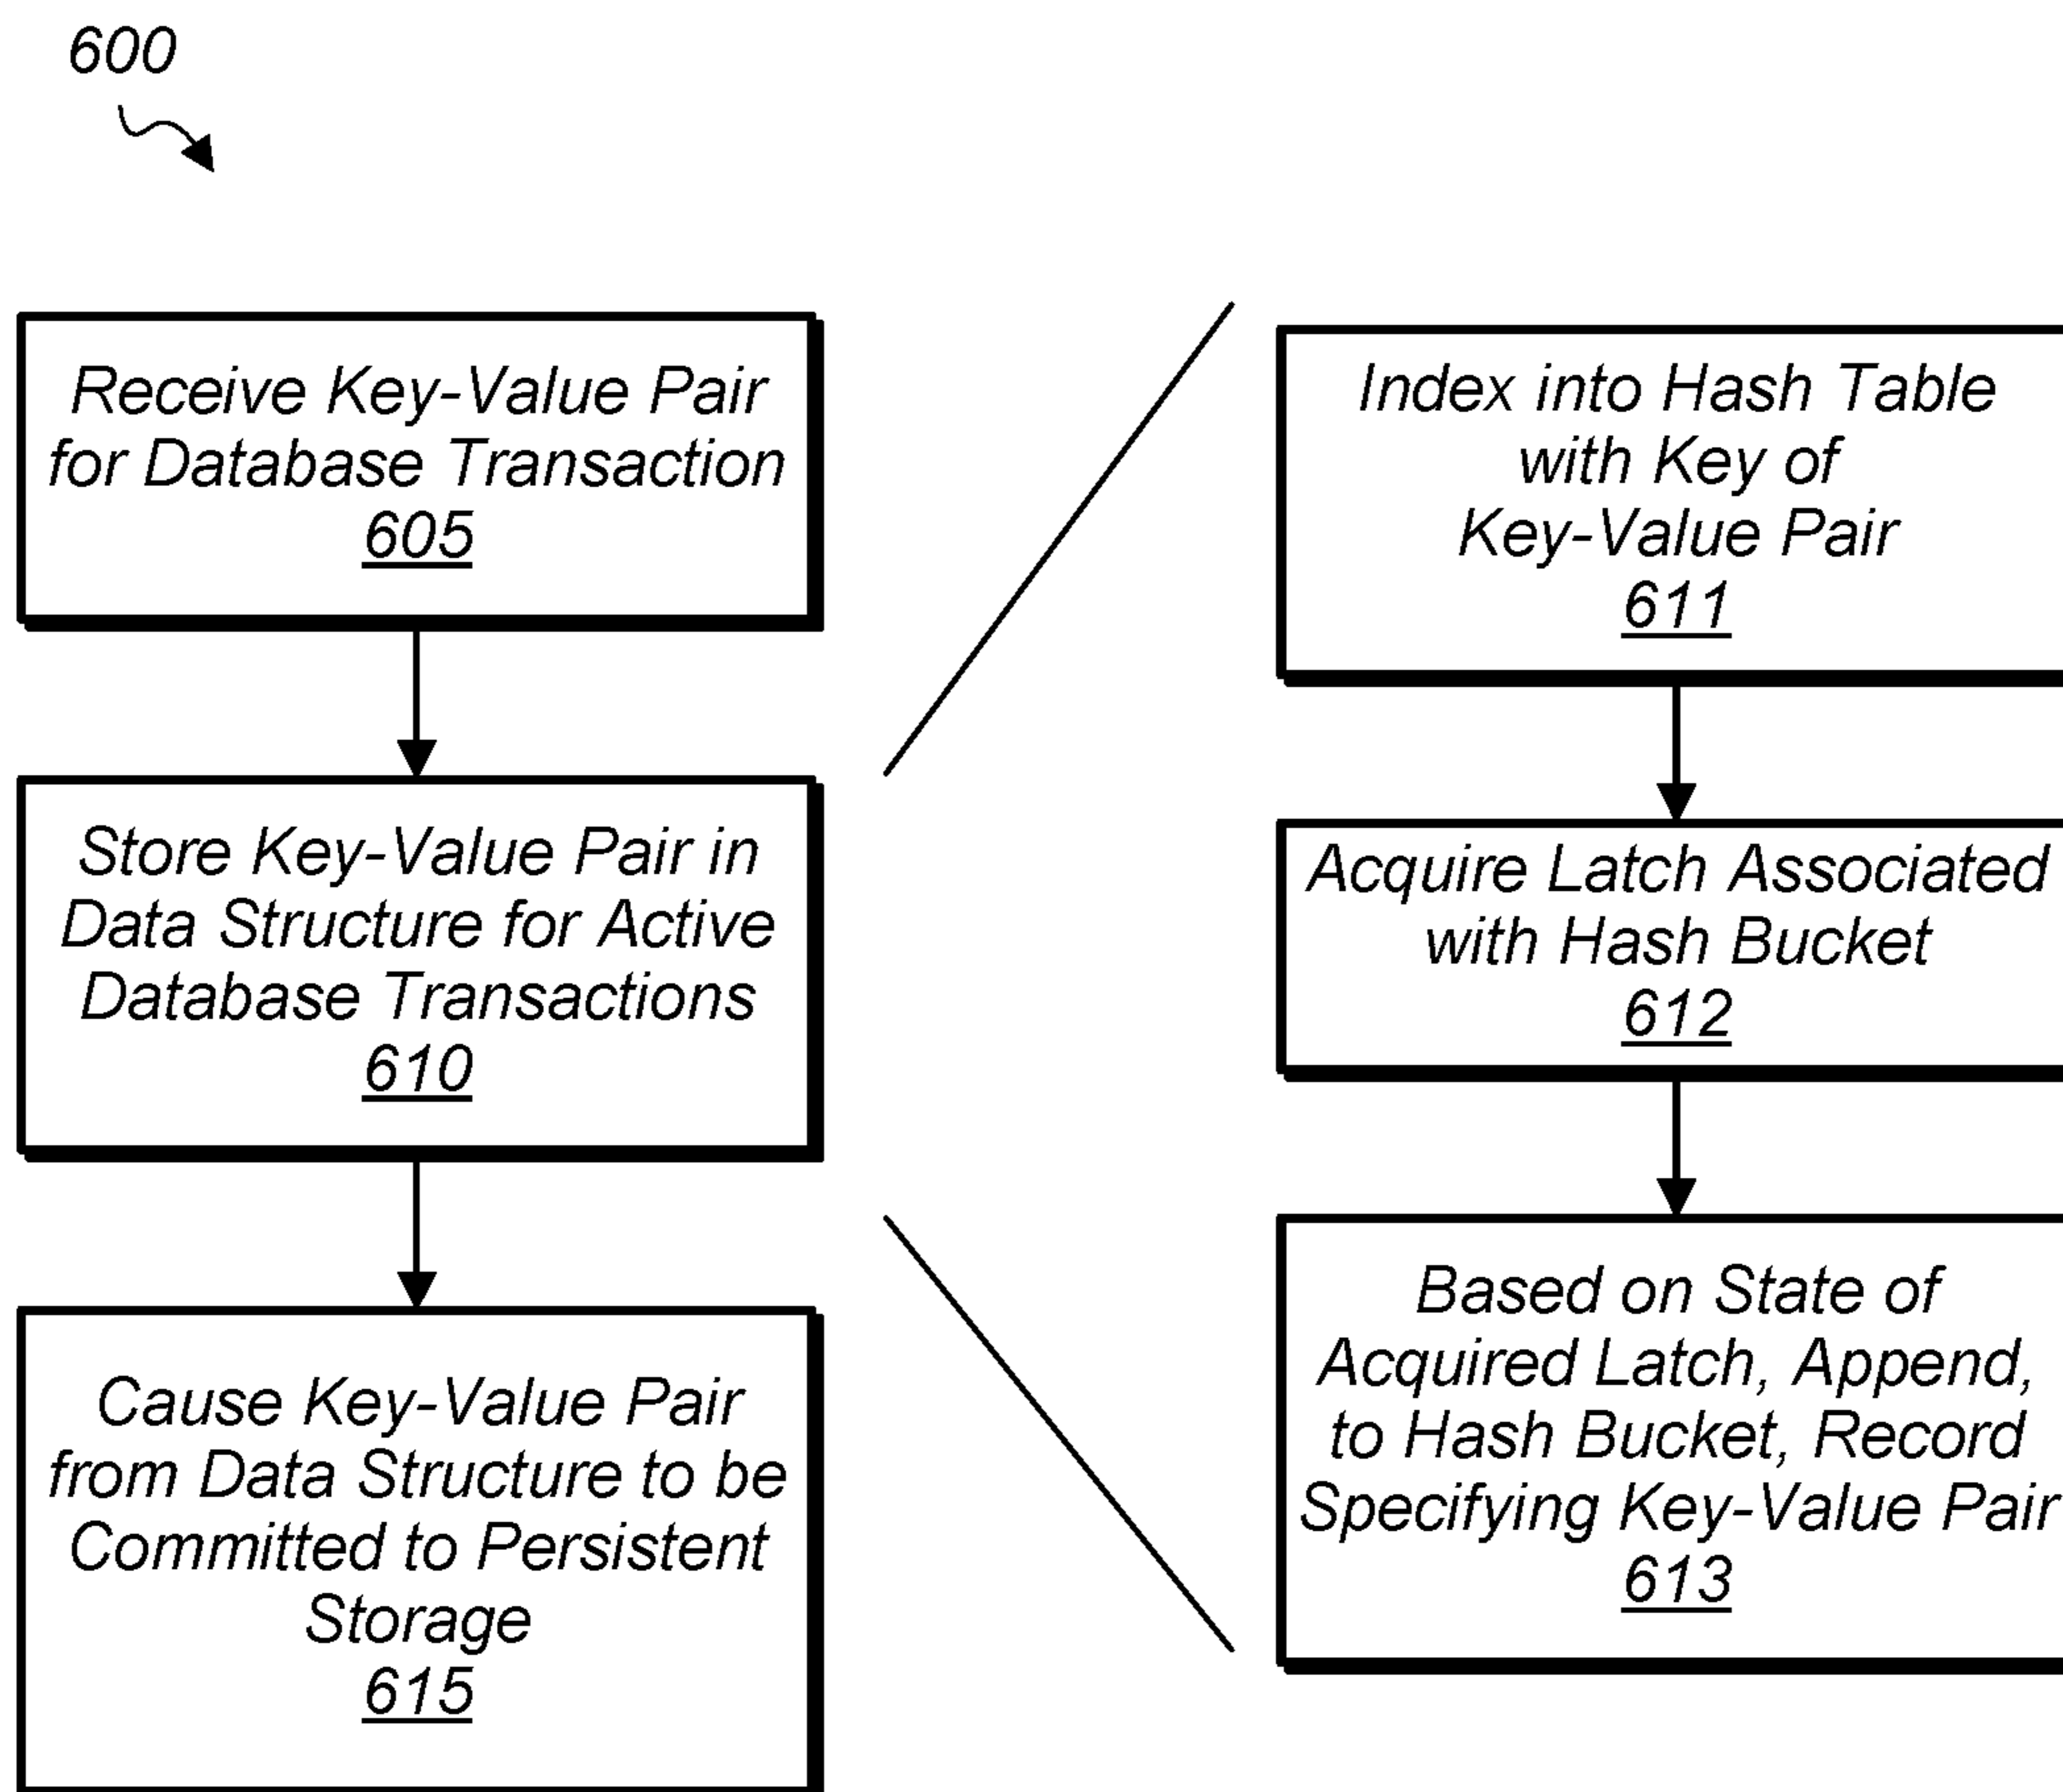 600
Receive Key-Value Pair
for Database Transaction
605
Store Key-Value Pair in
Data Structure for Active
Database Transactions
610
Cause Key-Value Pair
from Data Structure to be
Committed to Persistent
Storage
615
Index into Hash Table
with Key of
Key-Value Pair
611
Acquire Latch Associated
with Hash Bucket
612
Based on State of
Acquired Latch, Append,
to Hash Bucket, Record
Specifying Key-Value Pair
613